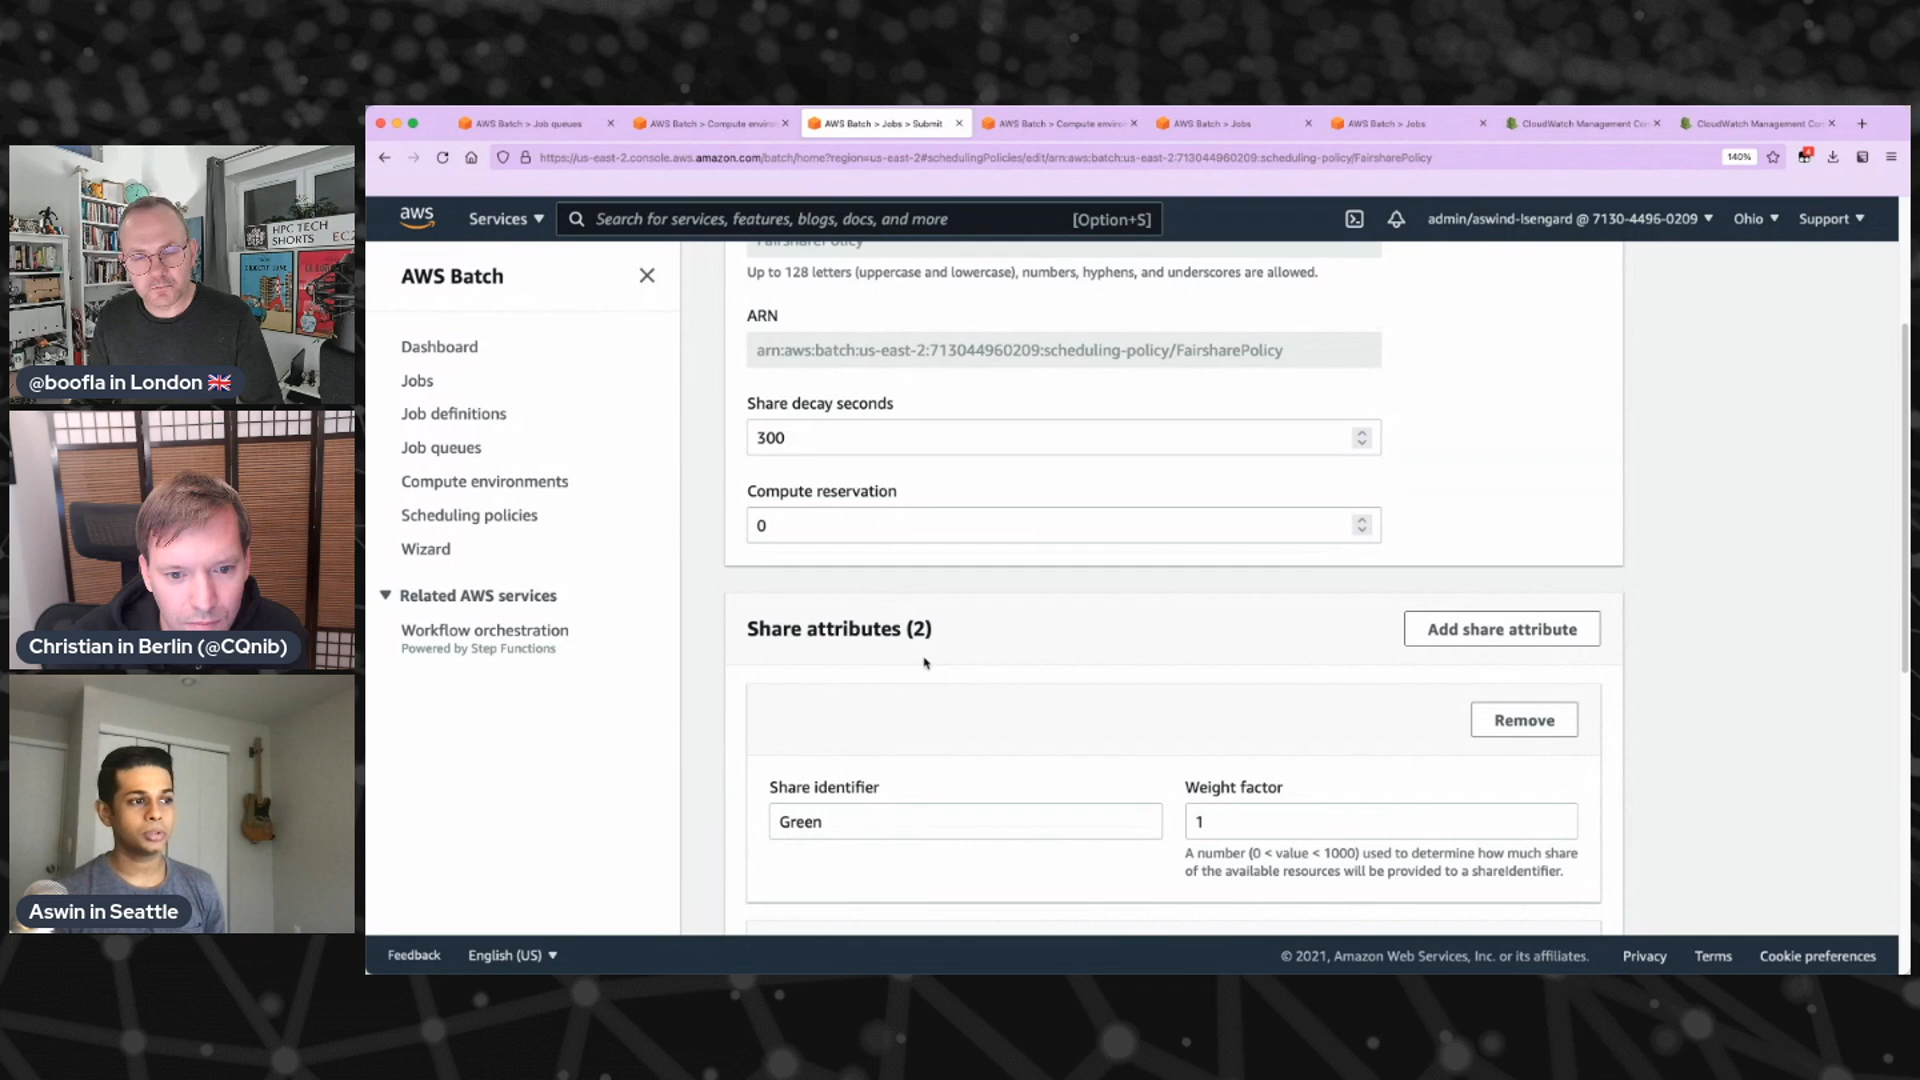 HPC TECH
SHORTS
EC2
OBJECTIF LUNE
@boofla in London
Christian in Berlin (@CQnib)
Aswin in Seattle
AWS Batch > Job queues
AWS Batch > Compute environ
AWS Batch > Jobs > Submit
AWS Batch > Compute environ
AWS Batch > Jobs
AWS Batch > Jobs
CloudWatch Management Con
CloudWatch Management Con
https://us-east-2.console.aws.amazon.com/batch/home?region=us-east-2#schedulingPolicies/edit/arn:aws:batch:us-east-2:713044960209:scheduling-policy/FairsharePolicy
140%
aws
Services
Search for services, features, blogs, docs, and more
[Option+S]
admin/aswind-Isengard @ 7130-4496-0209
Ohio
Support
AWS Batch
Dashboard
Jobs
Job definitions
Job queues
Compute environments
Scheduling policies
Wizard
Related AWS services
Workflow orchestration
Powered by Step Functions
FairsharePolicy
Up to 128 letters (uppercase and lowercase), numbers, hyphens, and underscores are allowed.
ARN
arn:aws:batch:us-east-2:713044960209:scheduling-policy/FairsharePolicy
Share decay seconds
300
Compute reservation
0
Share attributes (2)
Add share attribute
Remove
Share identifier
Green
Weight factor
1
A number (0 < value < 1000) used to determine how much share
of the available resources will be provided to a shareIdentifier.
Feedback
English (US)
© 2021, Amazon Web Services, Inc. or its affiliates.
Privacy
Terms
Cookie preferences